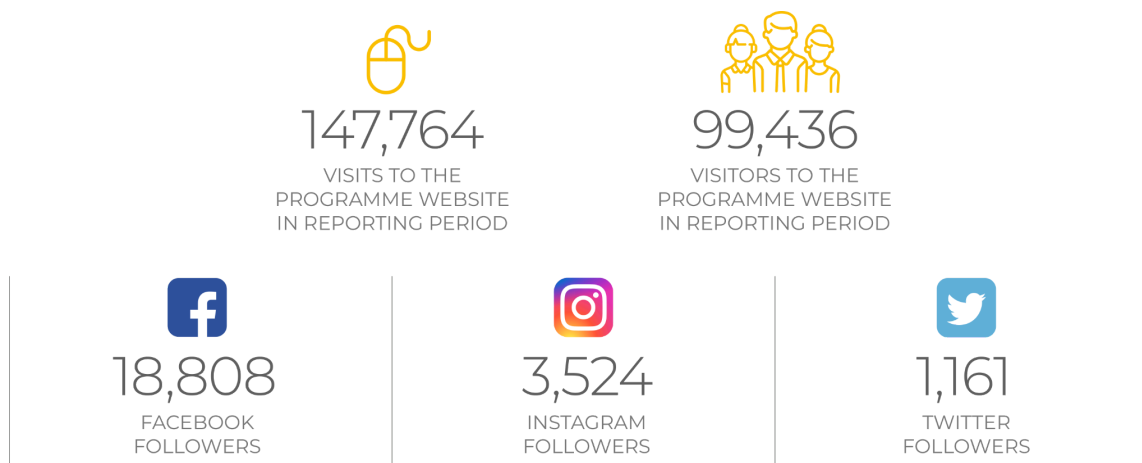 147,764
VISITS TO THE
PROGRAMME WEBSITE
IN REPORTING PERIOD
99,436
VISITORS TO THE
PROGRAMME WEBSITE
IN REPORTING PERIOD
18,808
FACEBOOK
FOLLOWERS
3,524
INSTAGRAM
FOLLOWERS
1,161
TWITTER
FOLLOWERS